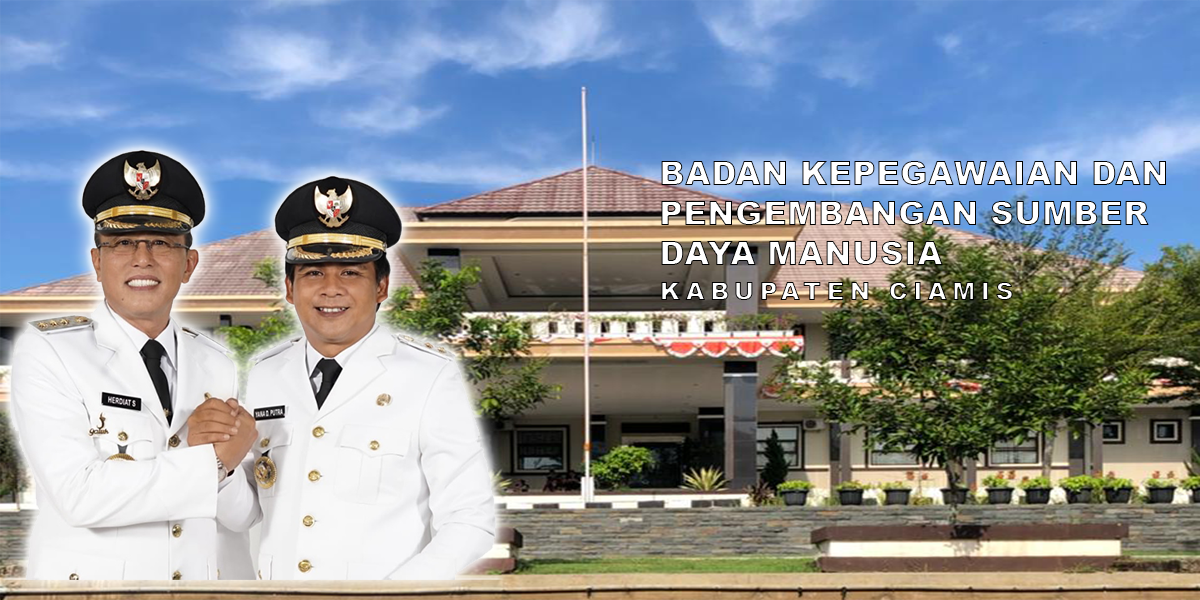 BADAN KEPEGAWAIAN DAN
PENGEMBANGAN SUMBER
DAYA MANUSIA
KABUPATEN CIAMIS
HERDIAT S
YANA D. PUTRA